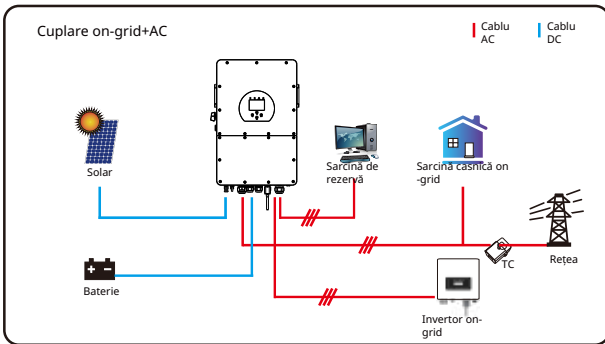 Cuplare on-grid+AC
Cablu
AC
Cablu
DC
Solar
Sarcină de
rezervă
Sarcină casnică on
-grid
TC
Rețea
Baterie
Invertor on-
grid